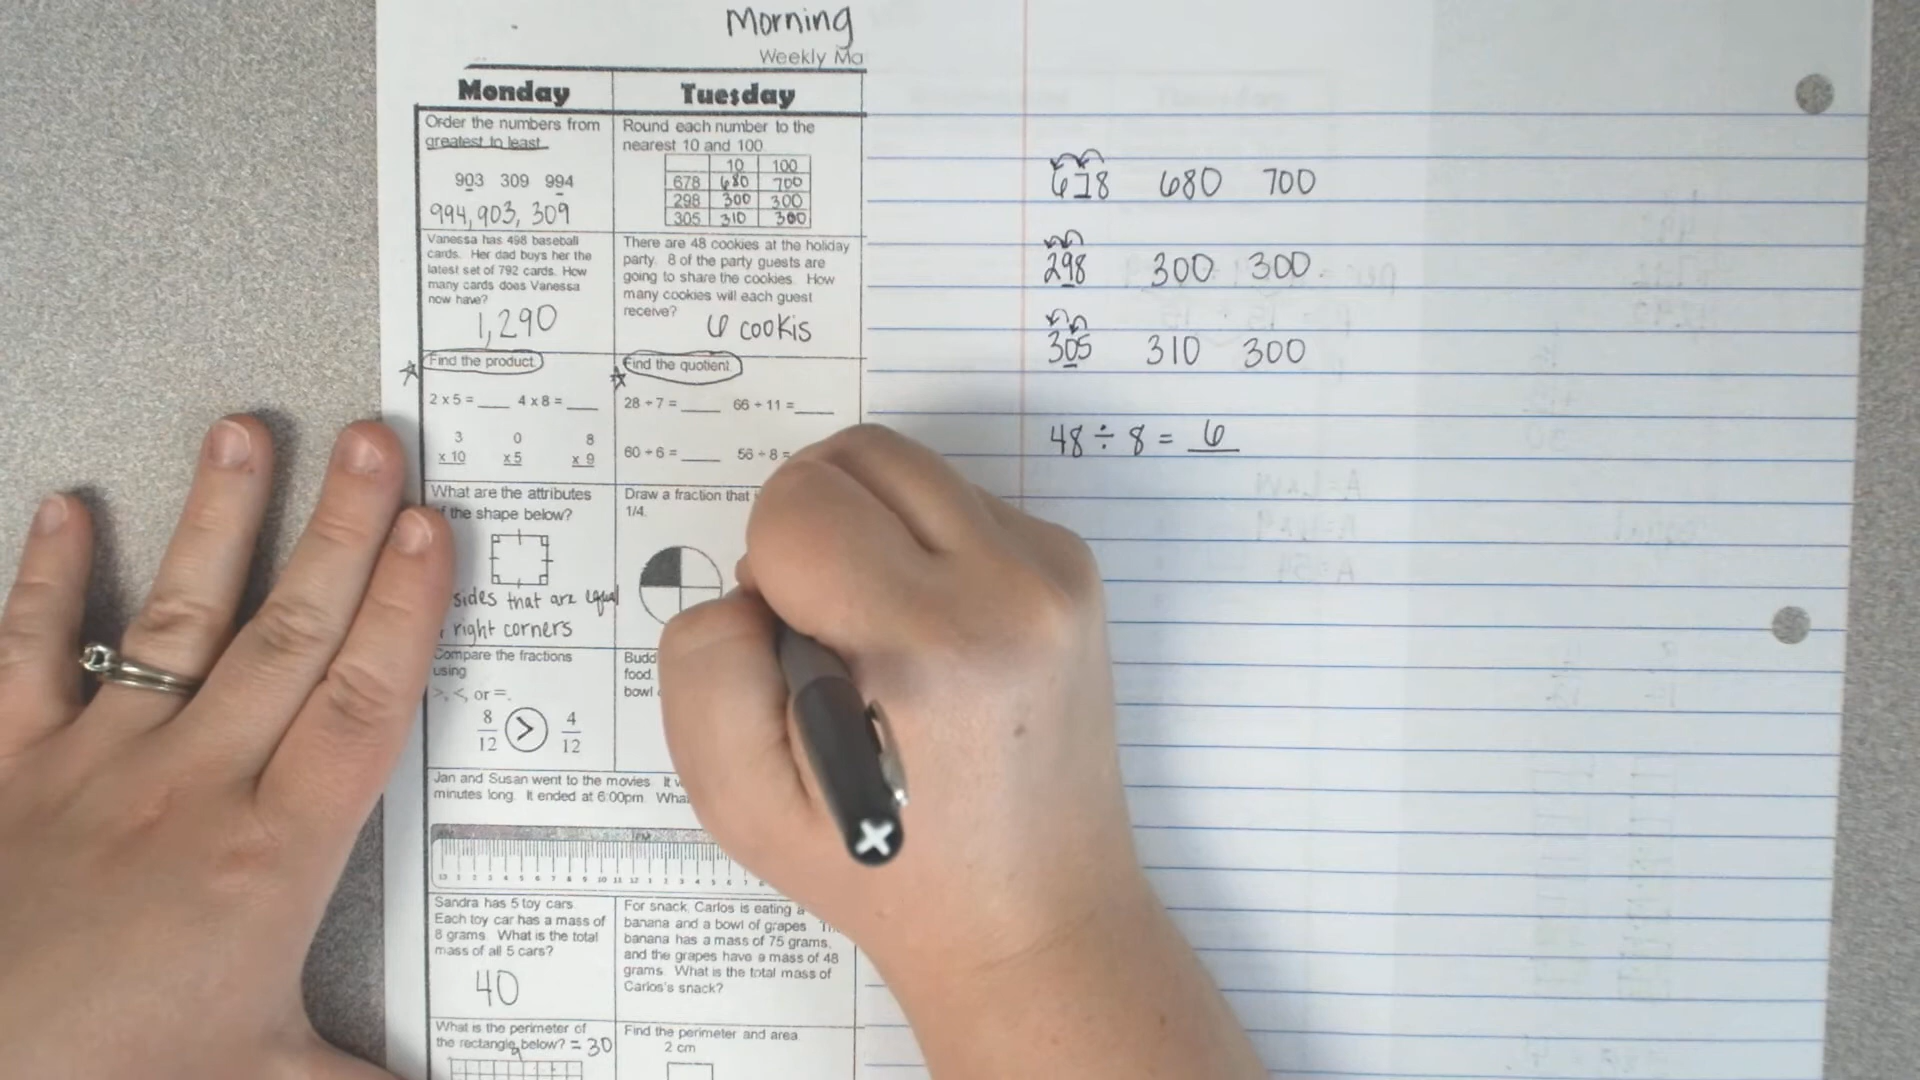 Morning
Weekly Ma
Monday
Order the numbers from
greatest to least.
903 309 994
994, 903, 309
Vanessa has 498 baseball
cards. Her dad buys her the
latest set of 792 cards. How
many cards does Vanessa
now have?
1,290
Find the product.
2 x 5 = ____ 4 x 8 = ____
3 0 8
x 10 x 5 x 9
What are the attributes
the shape below?
sides that are equal
right corners
Compare the fractions
using
>, <, or =.
8 > 4
12 12
Tuesday
Round each number to the
nearest 10 and 100.
10 100
678 680 700
298 300 300
305 310 300
There are 48 cookies at the holiday
party. 8 of the party guests are
going to share the cookies. How
many cookies will each guest
receive?
6 cookis
Find the quotient.
28 ÷ 7 = ____ 66 ÷ 11 = ____
60 ÷ 6 = ____ 56 ÷ 8 =
Draw a fraction that
1/4.
Budd
food.
bowl
Jan and Susan went to the movies. It
minutes long. It ended at 6:00pm.
Sandra has 5 toy cars.
Each toy car has a mass of
8 grams. What is the total
mass of all 5 cars?
40
For snack, Carlos is eating a
banana and a bowl of grapes.
banana has a mass of 75 grams,
and the grapes have a mass of 48
grams. What is the total mass of
Carlos's snack?
What is the perimeter of
the rectangle below? = 30
Find the perimeter and area
2 cm
678 680 700
298 300 300
305 310 300
48 ÷ 8 = 6